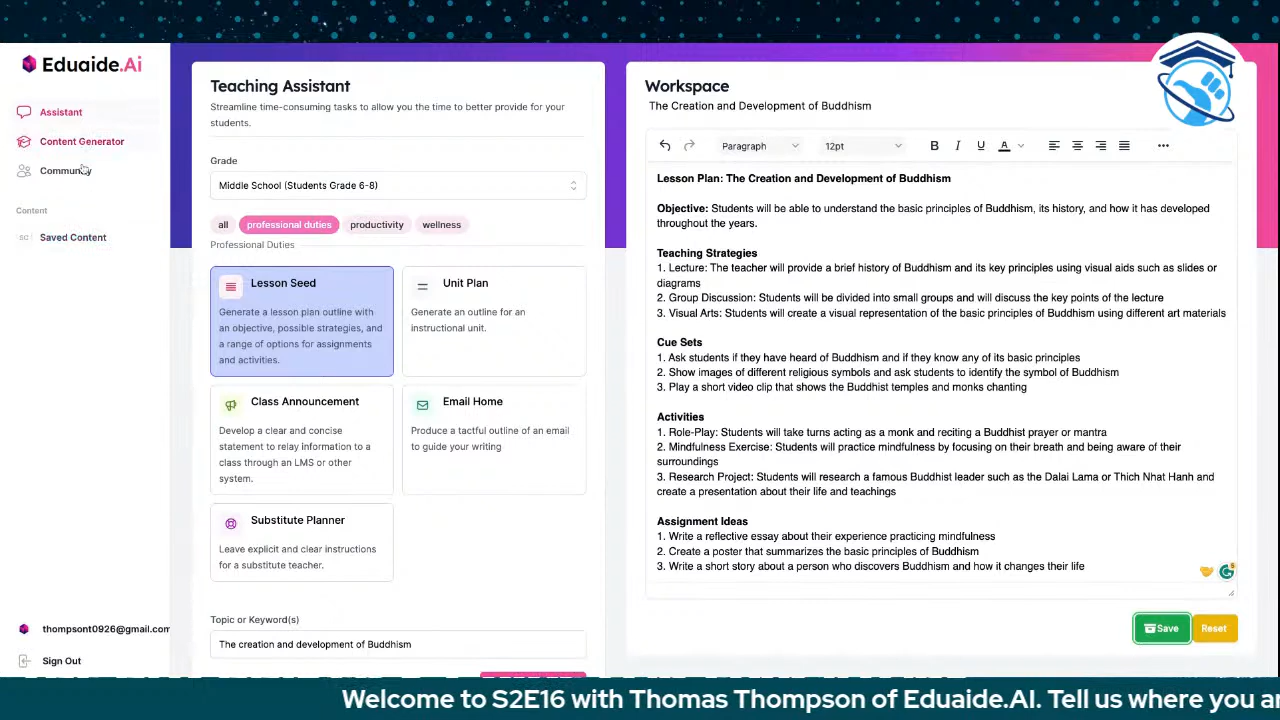 Eduaide.Ai
Assistant
Content Generator
Community
Content
Saved Content
thompsont0926@gmail.com
Sign Out
Teaching Assistant
Streamline time-consuming tasks to allow you the time to better provide for your
students.
Grade
Middle School (Students Grade 6-8)
all professional duties productivity wellness
Professional Duties
Lesson Seed
Generate a lesson plan outline with
an objective, possible strategies, and
a range of options for assignments
and activities.
Unit Plan
Generate an outline for an
instructional unit.
Class Announcement
Develop a clear and concise
statement to relay information to a
class through an LMS or other
system.
Email Home
Produce a tactful outline of an email
to guide your writing
Substitute Planner
Leave explicit and clear instructions
for a substitute teacher.
Topic or Keyword(s)
The creation and development of Buddhism
Workspace
The Creation and Development of Buddhism
Paragraph 12pt B I U A
Lesson Plan: The Creation and Development of Buddhism
Objective: Students will be able to understand the basic principles of Buddhism, its history, and how it has developed
throughout the years.
Teaching Strategies
1. Lecture: The teacher will provide a brief history of Buddhism and its key principles using visual aids such as slides or
diagrams
2. Group Discussion: Students will be divided into small groups and will discuss the key points of the lecture
3. Visual Arts: Students will create a visual representation of the basic principles of Buddhism using different art materials
Cue Sets
1. Ask students if they have heard of Buddhism and if they know any of its basic principles
2. Show images of different religious symbols and ask students to identify the symbol of Buddhism
3. Play a short video clip that shows the Buddhist temples and monks chanting
Activities
1. Role-Play: Students will take turns acting as a monk and reciting a Buddhist prayer or mantra
2. Mindfulness Exercise: Students will practice mindfulness by focusing on their breath and being aware of their
surroundings
3. Research Project: Students will research a famous Buddhist leader such as the Dalai Lama or Thich Nhat Hanh and
create a presentation about their life and teachings
Assignment Ideas
1. Write a reflective essay about their experience practicing mindfulness
2. Create a poster that summarizes the basic principles of Buddhism
3. Write a short story about a person who discovers Buddhism and how it changes their life
Save Reset
Welcome to S2E16 with Thomas Thompson of Eduaide.AI. Tell us where you